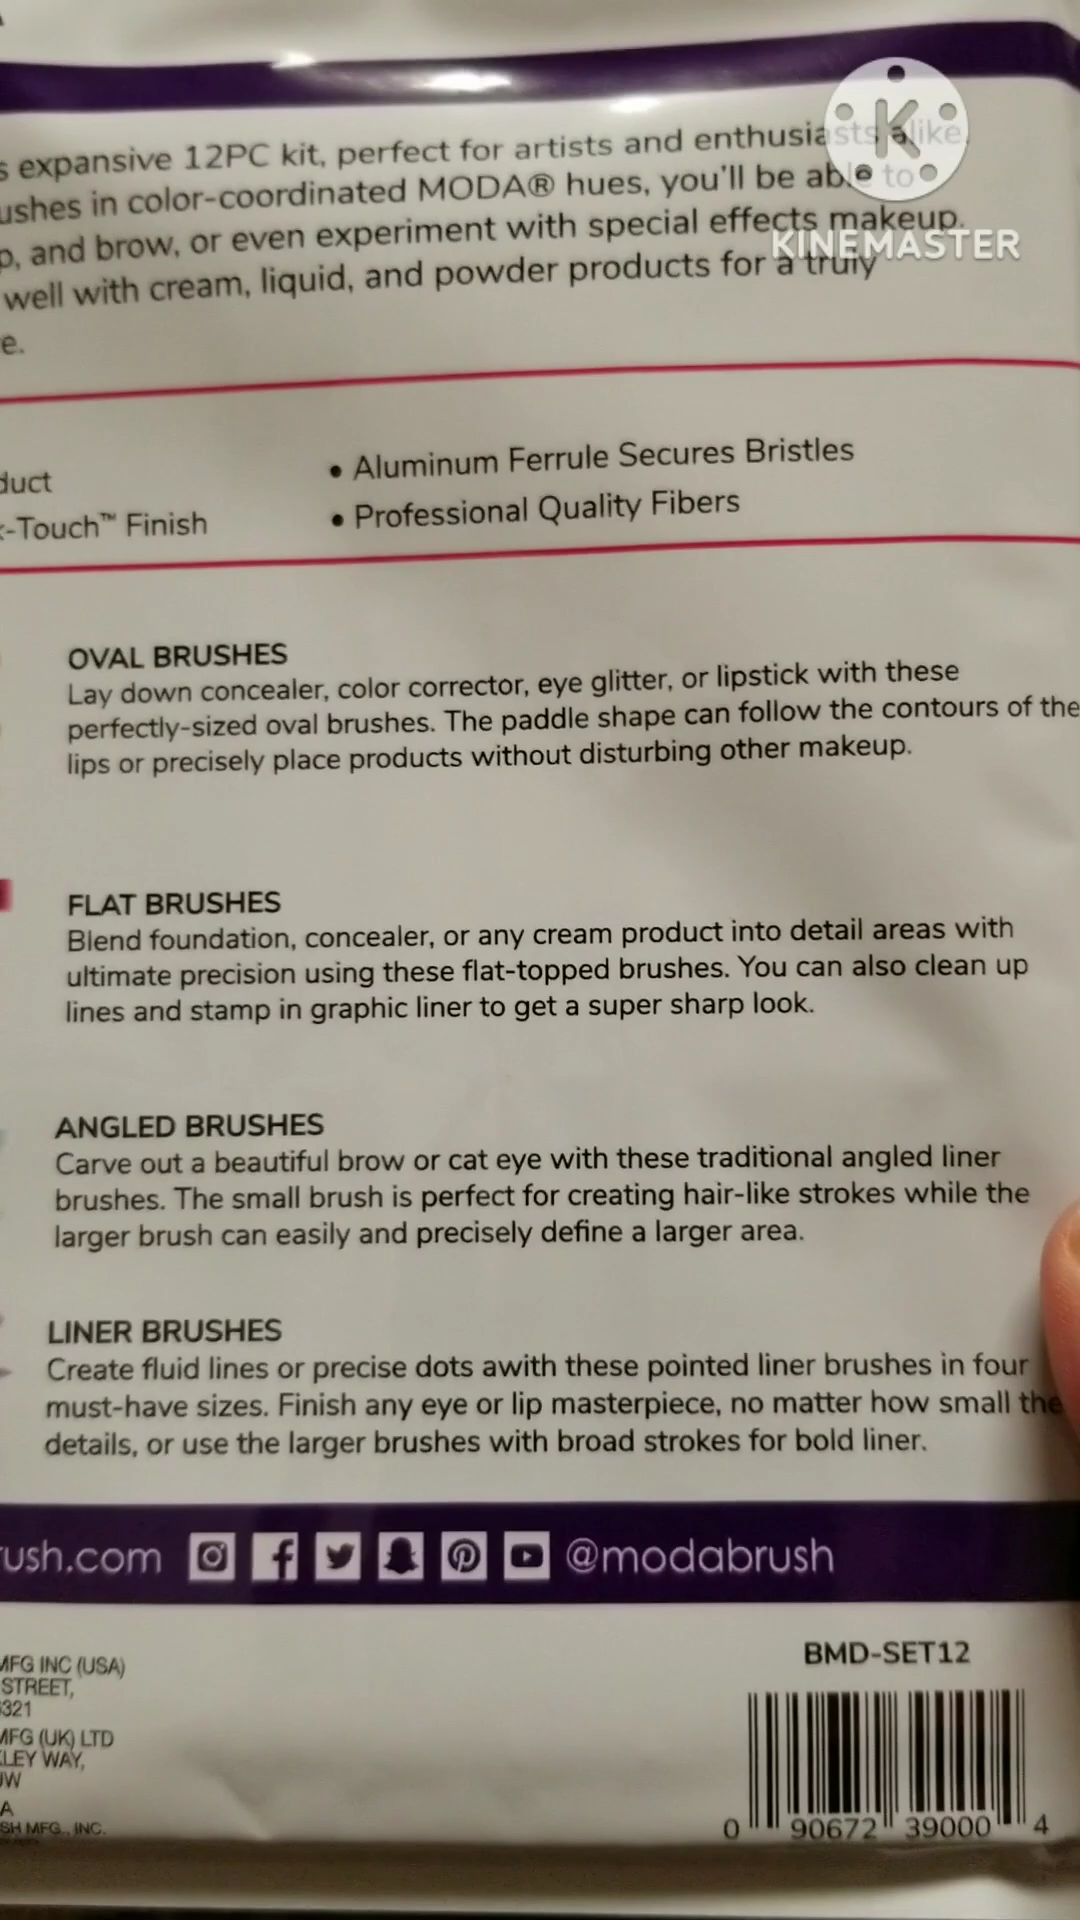 s expansive 12PC kit, perfect for artists and enthusiasts alike.
ushes in color-coordinated MODA® hues, you'll be able to
p, and brow, or even experiment with special effects makeup.
well with cream, liquid, and powder products for a truly
e.
K
KINEMASTER
duct
-Touch™ Finish
• Aluminum Ferrule Secures Bristles
• Professional Quality Fibers
OVAL BRUSHES
Lay down concealer, color corrector, eye glitter, or lipstick with these
perfectly-sized oval brushes. The paddle shape can follow the contours of the
lips or precisely place products without disturbing other makeup.
FLAT BRUSHES
Blend foundation, concealer, or any cream product into detail areas with
ultimate precision using these flat-topped brushes. You can also clean up
lines and stamp in graphic liner to get a super sharp look.
ANGLED BRUSHES
Carve out a beautiful brow or cat eye with these traditional angled liner
brushes. The small brush is perfect for creating hair-like strokes while the
larger brush can easily and precisely define a larger area.
LINER BRUSHES
Create fluid lines or precise dots awith these pointed liner brushes in four
must-have sizes. Finish any eye or lip masterpiece, no matter how small the
details, or use the larger brushes with broad strokes for bold liner.
rush.com @modabrush
MFG INC (USA)
STREET,
321
MFG (UK) LTD
LEY WAY,
W
A
SH MFG., INC.
BMD-SET12
0 90672 39000 4